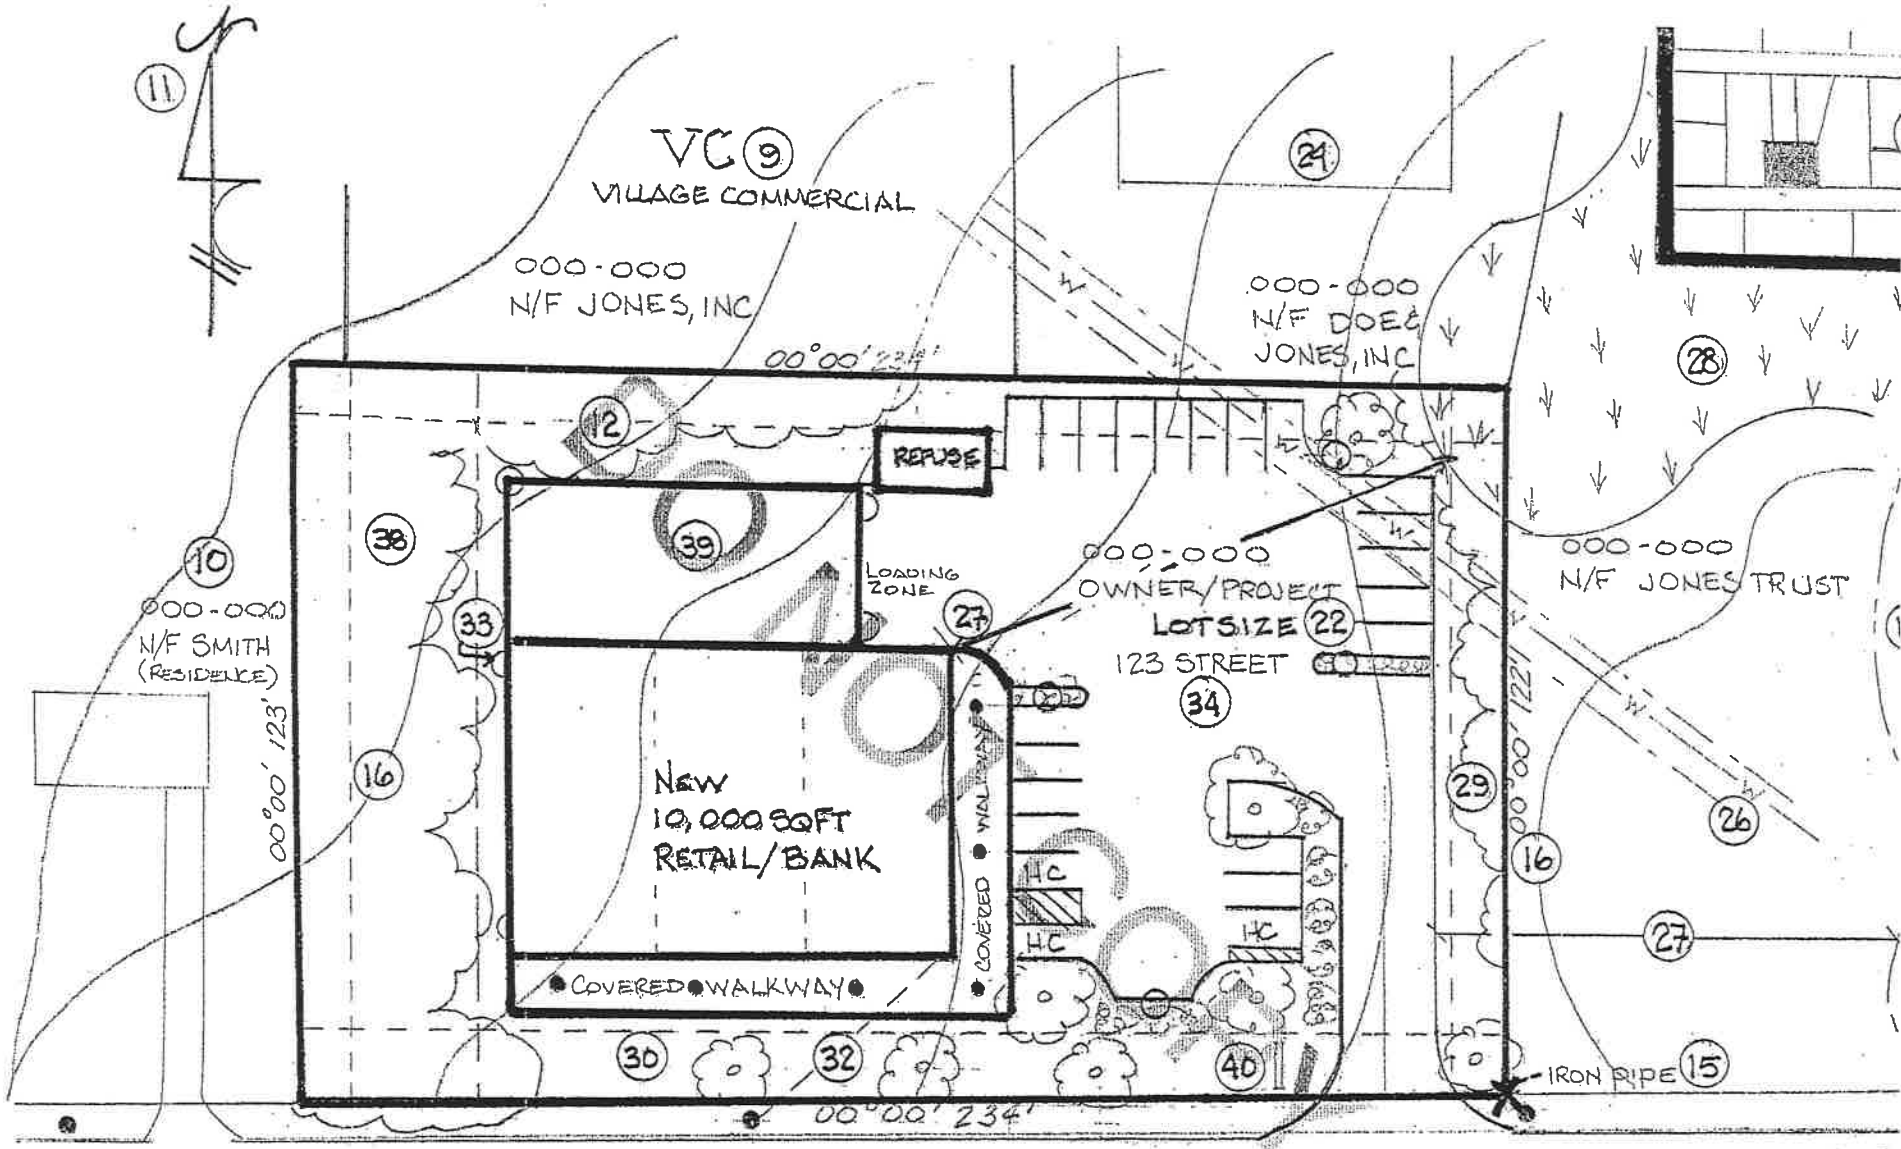 N
11
VC 9
VILLAGE COMMERCIAL
24
000-000
N/F JONES, INC
000-000
N/F DOE &
JONES, INC
28
00°00' 234'
12
REFUSE
38
39
10
000-000
N/F SMITH
(RESIDENCE)
33
LOADING
ZONE
27
000-000
OWNER/PROJECT
LOT SIZE 22
123 STREET
34
000-000
N/F JONES TRUST
W
W
W
W
W
W
W
00°00' 123'
16
NEW
10,000 SQFT
RETAIL/BANK
COVERED WALKWAY
HC
HC
HC
29
00°00' 122'
16
26
27
COVERED WALKWAY
30
32
40
IRON PIPE 15
00°00' 234'
DO NOT